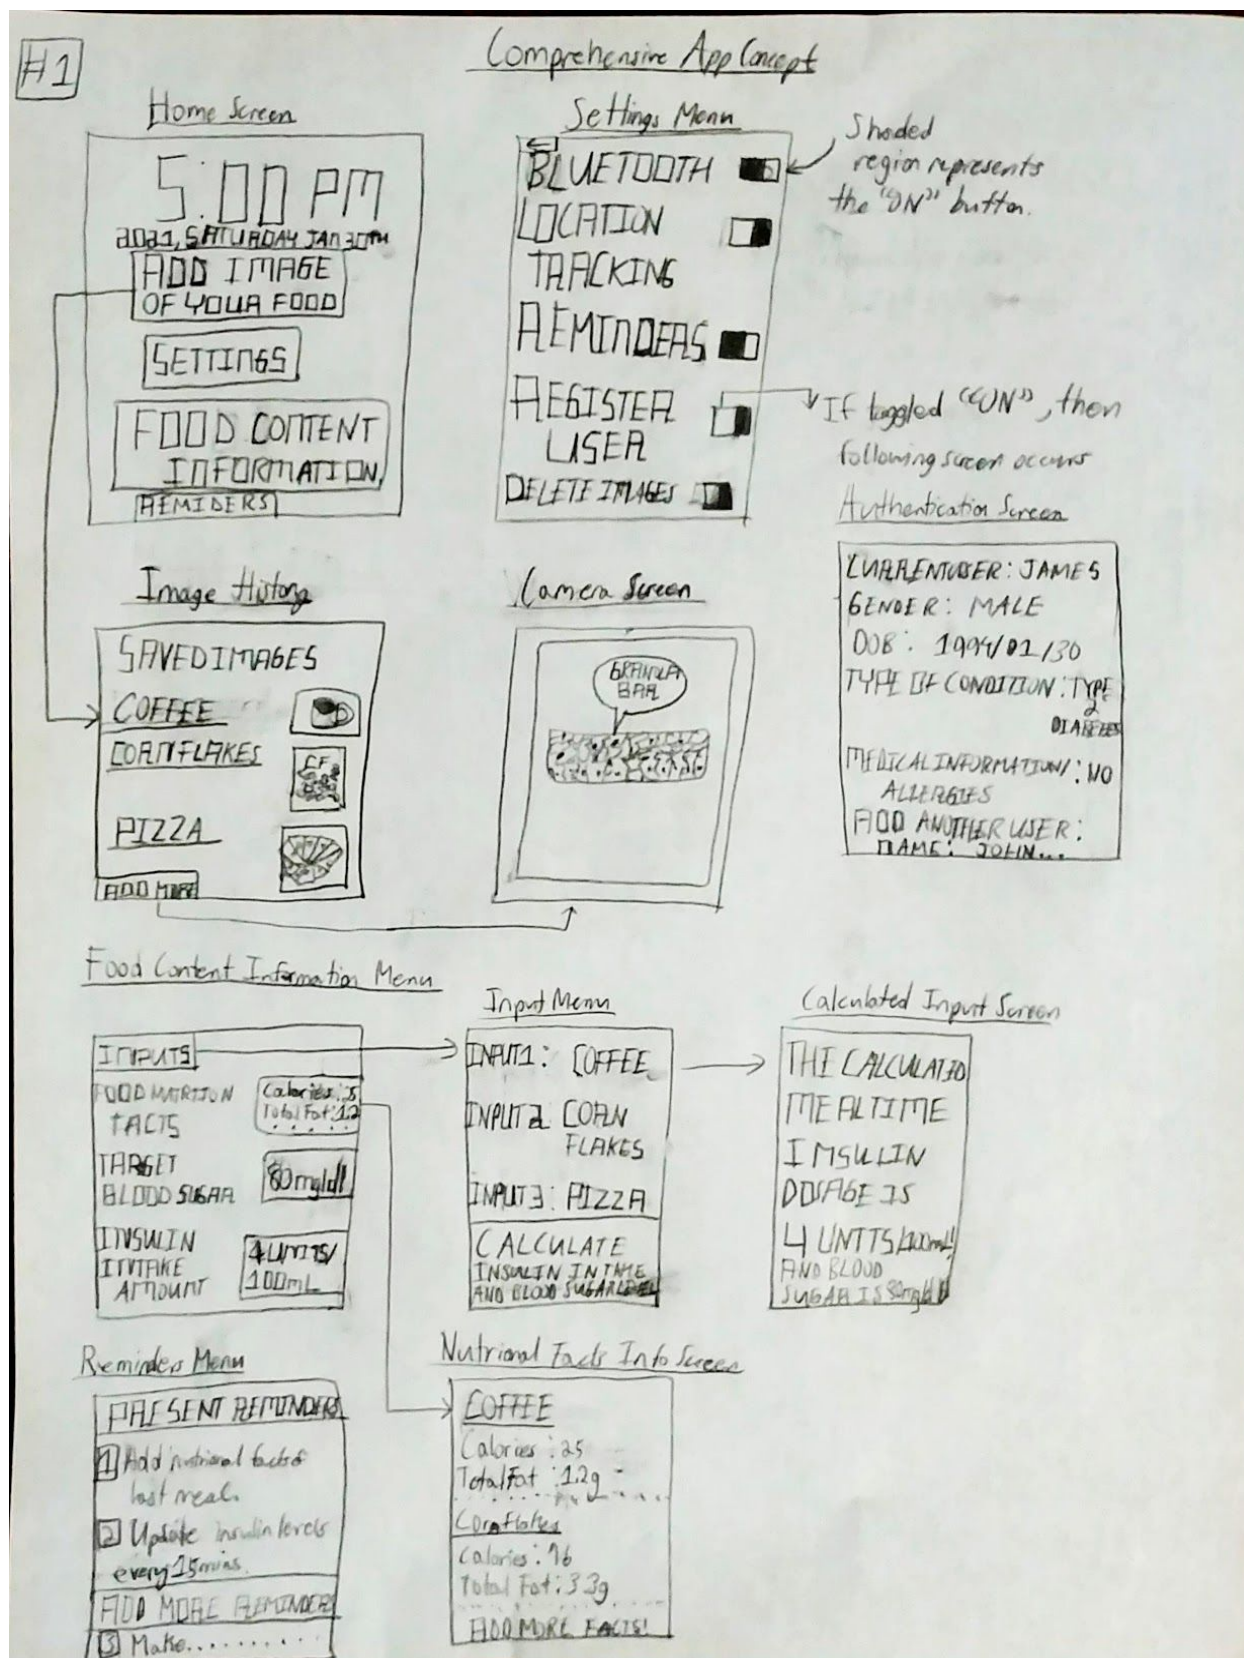 #1
Comprehensive App Concept
Home Screen
5:00 PM
2021, SATURDAY JAN 30TH
ADD IMAGE
OF YOUR FOOD
SETTINGS
FOOD CONTENT
INFORMATION
REMIDERS
Settings Menu
BLUETOOTH
LOCATION
TRACKING
REMINDERS
REGISTER
USER
DELETE IMAGES
Shaded
region represents
the "ON" button.
If toggled "ON", then
following screen occurs
Authentication Screen
CURRENT USER: JAMES
GENDER: MALE
DOB: 1994/01/30
TYPE OF CONDITION: TYPE
2
DIABETES
MEDICAL INFORMATION/: NO
ALLERGIES
ADD ANOTHER USER:
NAME: JOHN...
Image History
SAVED IMAGES
COFFEE
CORNFLAKES
CF
PIZZA
ADD MORE
Camera Screen
GRANOLA
BAR
Food Content Information Menu
INPUTS
FOOD NUTRITION
FACTS
Calories: 25
Total Fat: 1.2
TARGET
BLOOD SUGAR
80mg/dl
INSULIN
INTAKE
AMOUNT
4 UNITS/
100mL
Input Menu
INPUT1: COFFEE
INPUT2 CORN
FLAKES
INPUT3: PIZZA
CALCULATE
INSULIN INTAKE
AND BLOOD SUGAR LEVEL
Calculated Input Screen
THE CALCULATED
MEALTIME
INSULIN
DOSAGE IS
4 UNITS/100mL!
AND BLOOD
SUGAR IS 80mg/dl
Reminders Menu
PRESENT REMINDERS
1 Add nutrional facts of
last meal.
2 Update insulin levels
every 15mins.
ADD MORE REMINDERS
3 Make..........
Nutrional Facts Info Screen
COFFEE
Calories: 25
Total Fat: 1.2g
Cornflakes
Calories: 96
Total Fat: 3.3g
ADD MORE FACTS!